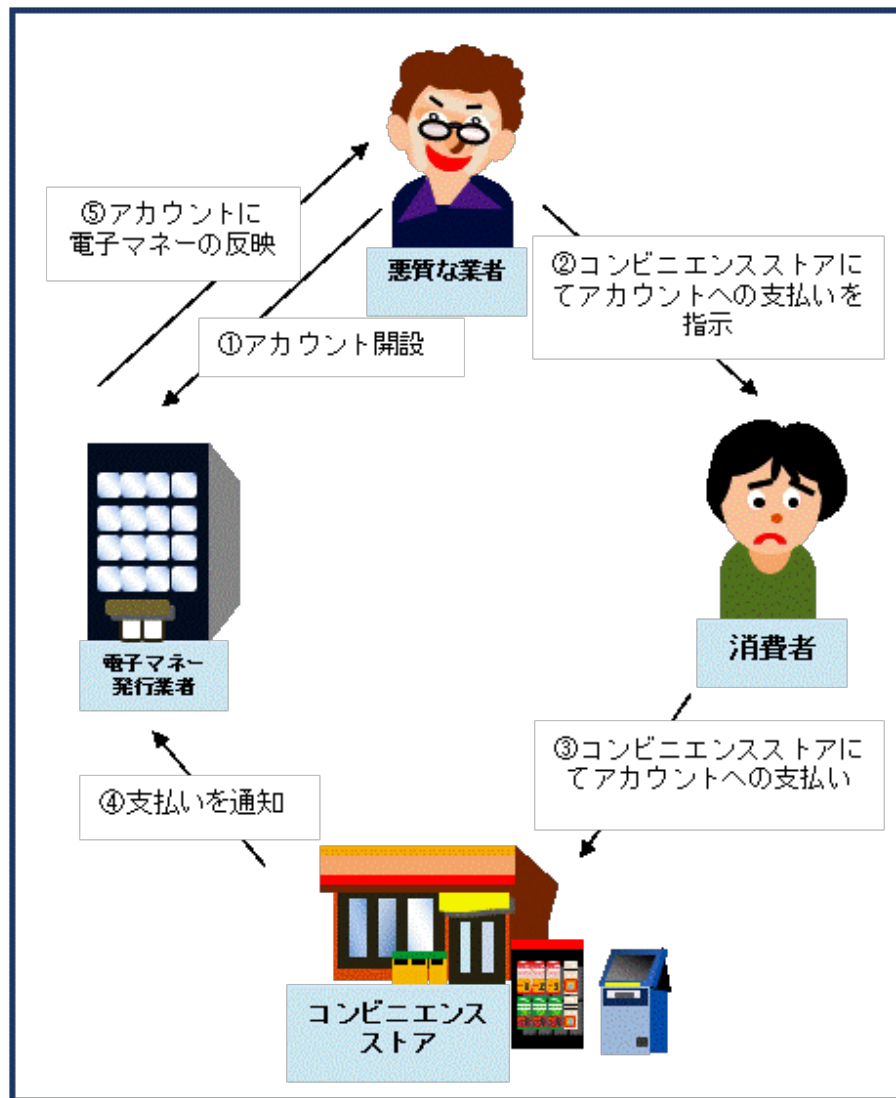 悪質な業者
⑤アカウントに
電子マネーの反映
①アカウント開設
②コンビニエンスストアに
てアカウントへの支払いを
指示
電子マネー
発行業者
消費者
③コンビニエンスストアに
てアカウントへの支払い
④支払いを通知
コンビニエンス
ストア